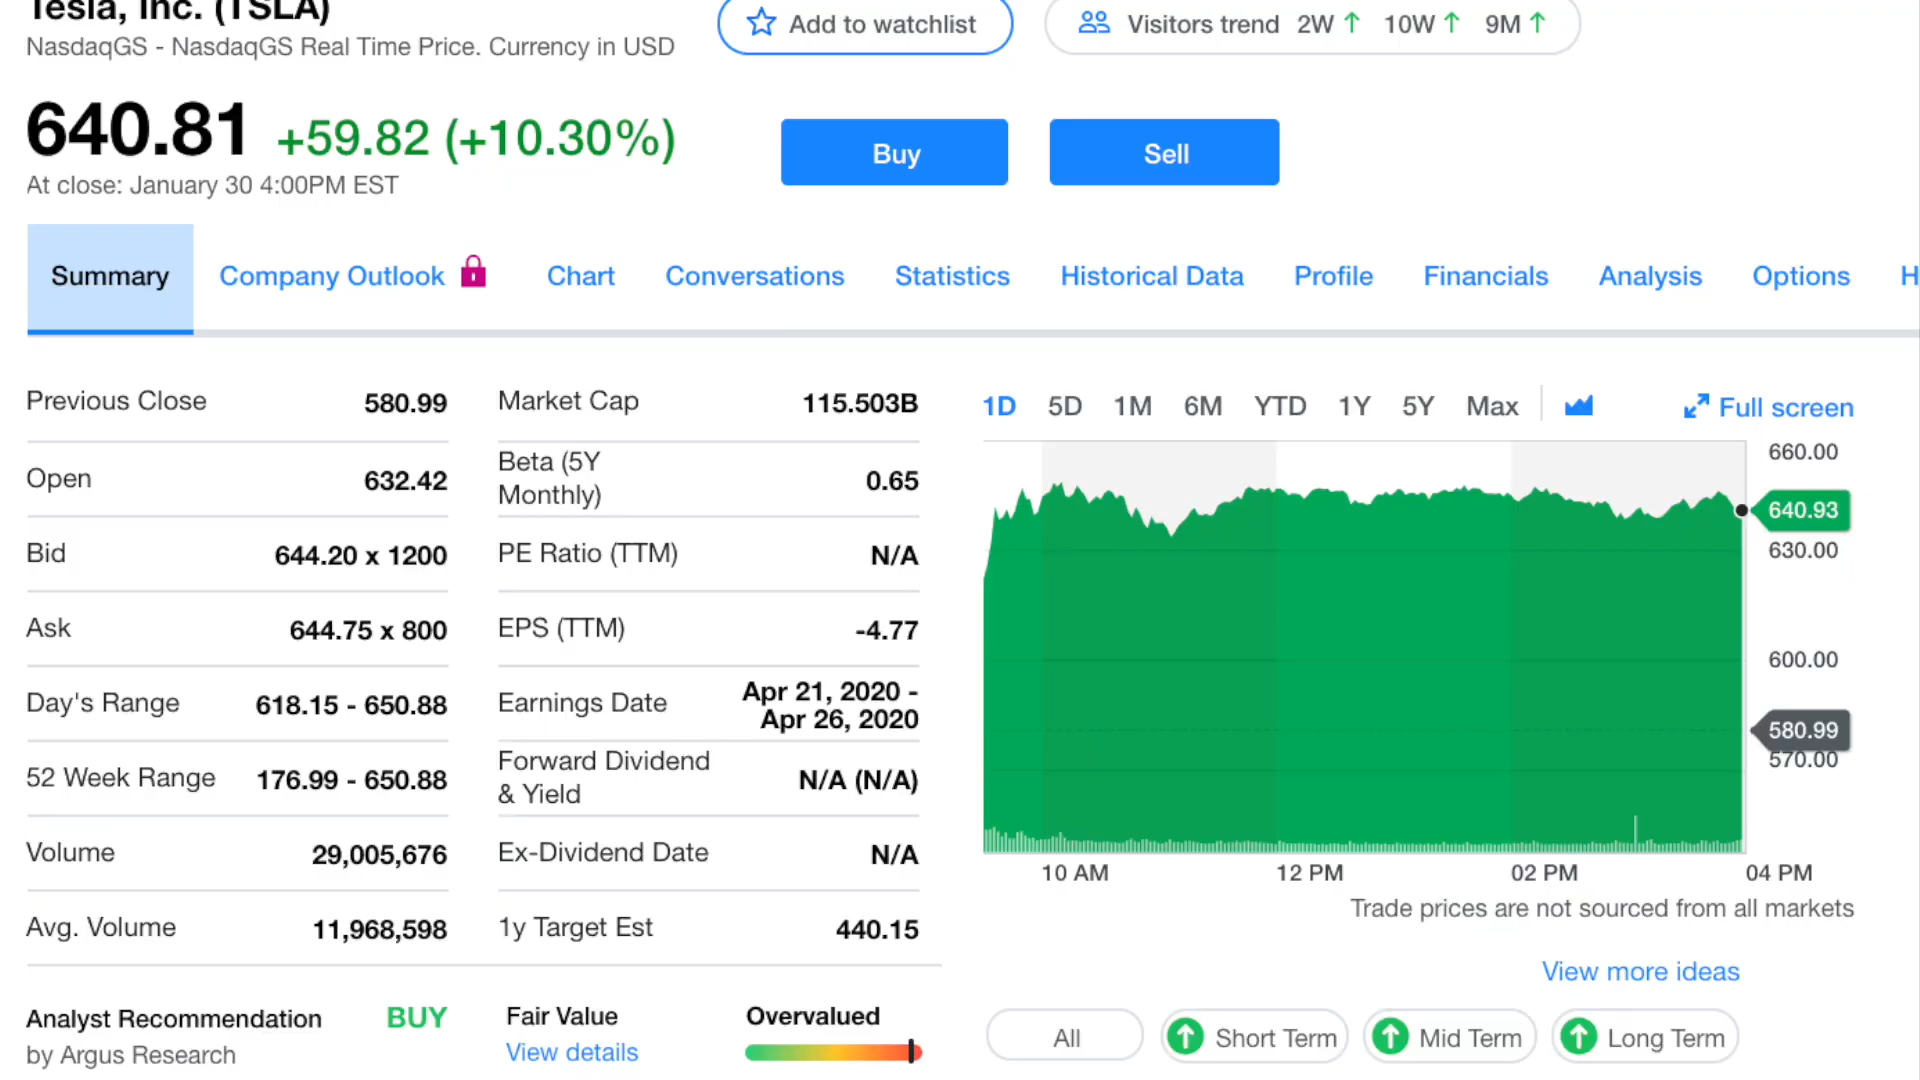 Tesla, Inc. (TSLA)
NasdaqGS - NasdaqGS Real Time Price. Currency in USD
Add to watchlist
Visitors trend 2W 10W 9M
640.81 +59.82 (+10.30%)
At close: January 30 4:00PM EST
Buy
Sell
Summary
Company Outlook
Chart
Conversations
Statistics
Historical Data
Profile
Financials
Analysis
Options
H
Previous Close 580.99
Open 632.42
Bid 644.20 x 1200
Ask 644.75 x 800
Day's Range 618.15 - 650.88
52 Week Range 176.99 - 650.88
Volume 29,005,676
Avg. Volume 11,968,598
Market Cap 115.503B
Beta (5Y
Monthly) 0.65
PE Ratio (TTM) N/A
EPS (TTM) -4.77
Earnings Date Apr 21, 2020 -
Apr 26, 2020
Forward Dividend
& Yield N/A (N/A)
Ex-Dividend Date N/A
1y Target Est 440.15
1D 5D 1M 6M YTD 1Y 5Y Max
Full screen
660.00
640.93
630.00
600.00
580.99
570.00
10 AM 12 PM 02 PM 04 PM
Trade prices are not sourced from all markets
View more ideas
Analyst Recommendation BUY
by Argus Research
Fair Value
View details
Overvalued
All
Short Term
Mid Term
Long Term